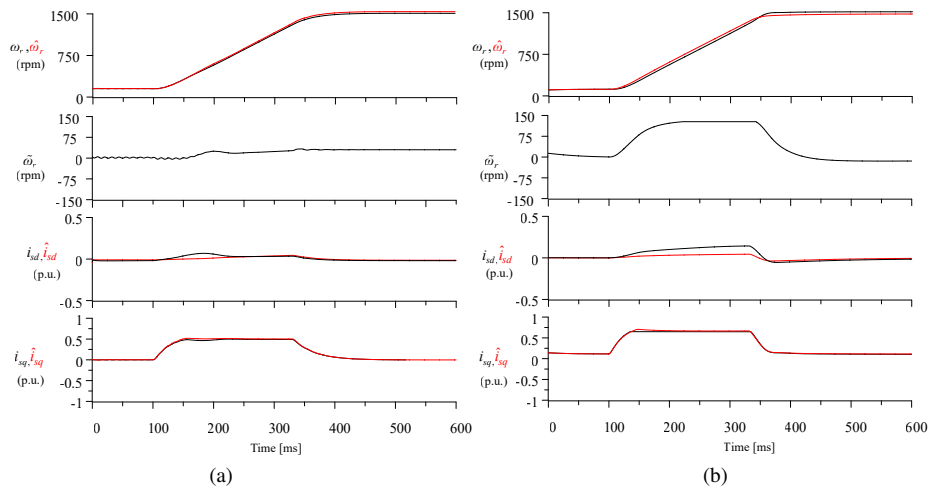 1500
750
0
ω_r, ω̂_r
(rpm)
150
75
0
-75
-150
ω̃_r
(rpm)
0.5
0
-0.5
i_sd, î_sd
(p.u.)
1
0.5
0
0.5
-1
i_sq, î_sq
(p.u.)
0 100 200 300 400 500 600
Time [ms]
(a)
1500
750
0
ω_r, ω̂_r
(rpm)
150
75
0
-75
-150
ω̃_r
(rpm)
0.5
0
-0.5
i_sd, î_sd
(p.u.)
1
0.5
0
0.5
-1
i_sq, î_sq
(p.u.)
0 100 200 300 400 500 600
Time [ms]
(b)